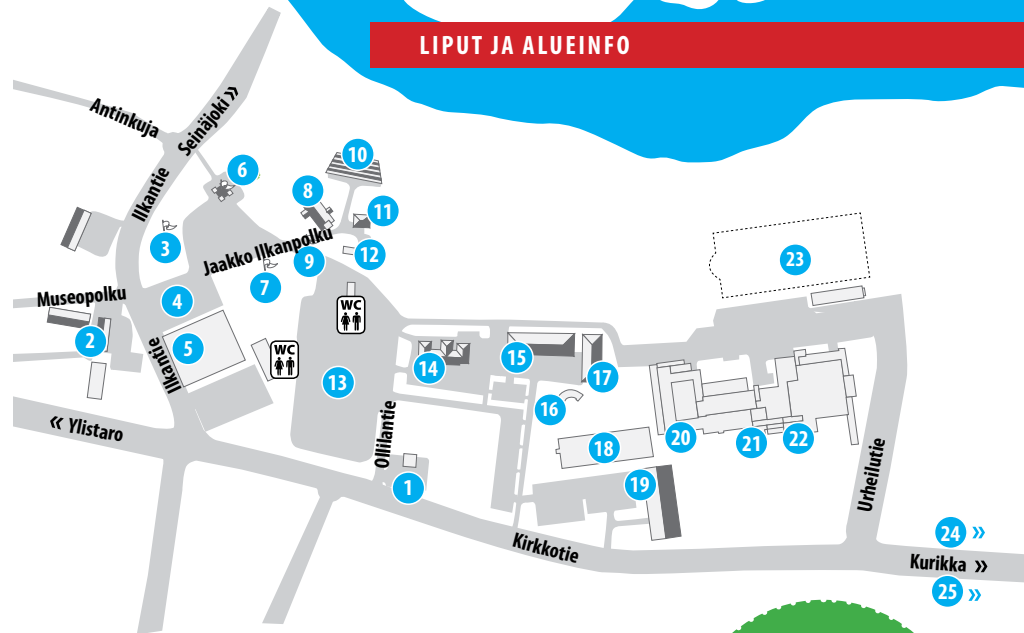 LIPUT JA ALUEINFO
Antinkuja
Seinäjoki »
Ilkantie
6
10
8
11
3
Jaakko Ilkanpolku
9
12
7
23
Museopolku
4
WC
2
5
Ilkantie
WC
13
14
15
17
16
« Ylistaro
Ollilantie
18
20
21
22
1
19
Urheilutie
Kirkkotie
24 »
Kurikka »
25 »